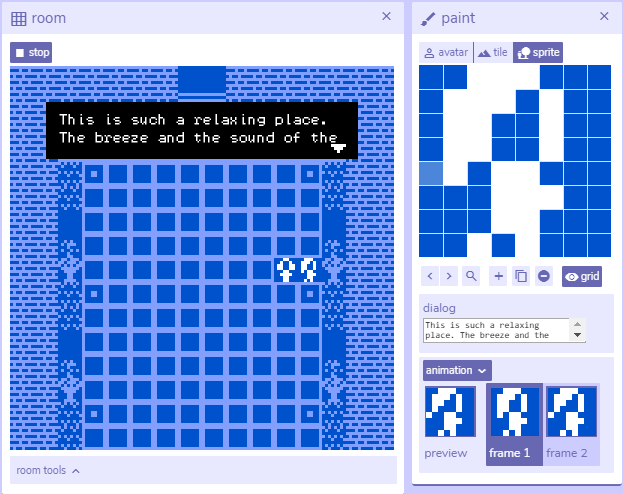 room
stop
This is such a relaxing place.
The breeze and the sound of the
room tools
paint
avatar
tile
sprite
grid
dialog
This is such a relaxing
place. The breeze and the
animation
preview
frame 1
frame 2